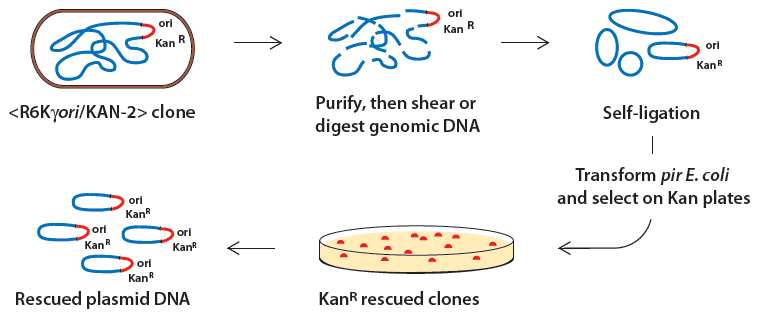 ori
Kan R
<R6Kγori/KAN-2> clone
ori
Kan R
Purify, then shear or
digest genomic DNA
ori
KanR
Self-ligation
Transform pir E. coli
and select on Kan plates
KanR rescued clones
ori
KanR
ori
KanR
ori
KanR
ori
KanR
Rescued plasmid DNA